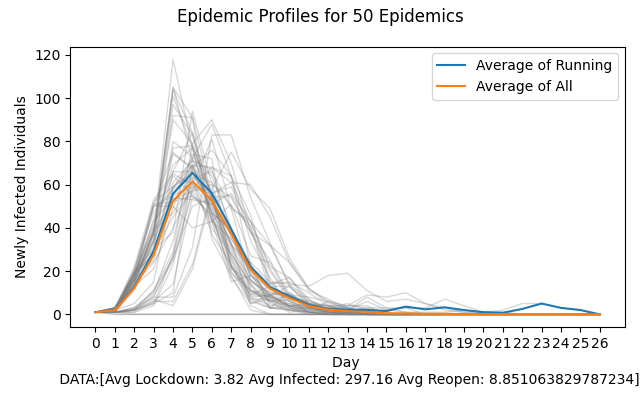 Epidemic Profiles for 50 Epidemics
120
100
80
60
40
20
0
Newly Infected Individuals
Average of Running
Average of All
0 1 2 3 4 5 6 7 8 9 10 11 12 13 14 15 16 17 18 19 20 21 22 23 24 25 26
Day
DATA:[Avg Lockdown: 3.82 Avg Infected: 297.16 Avg Reopen: 8.851063829787234]